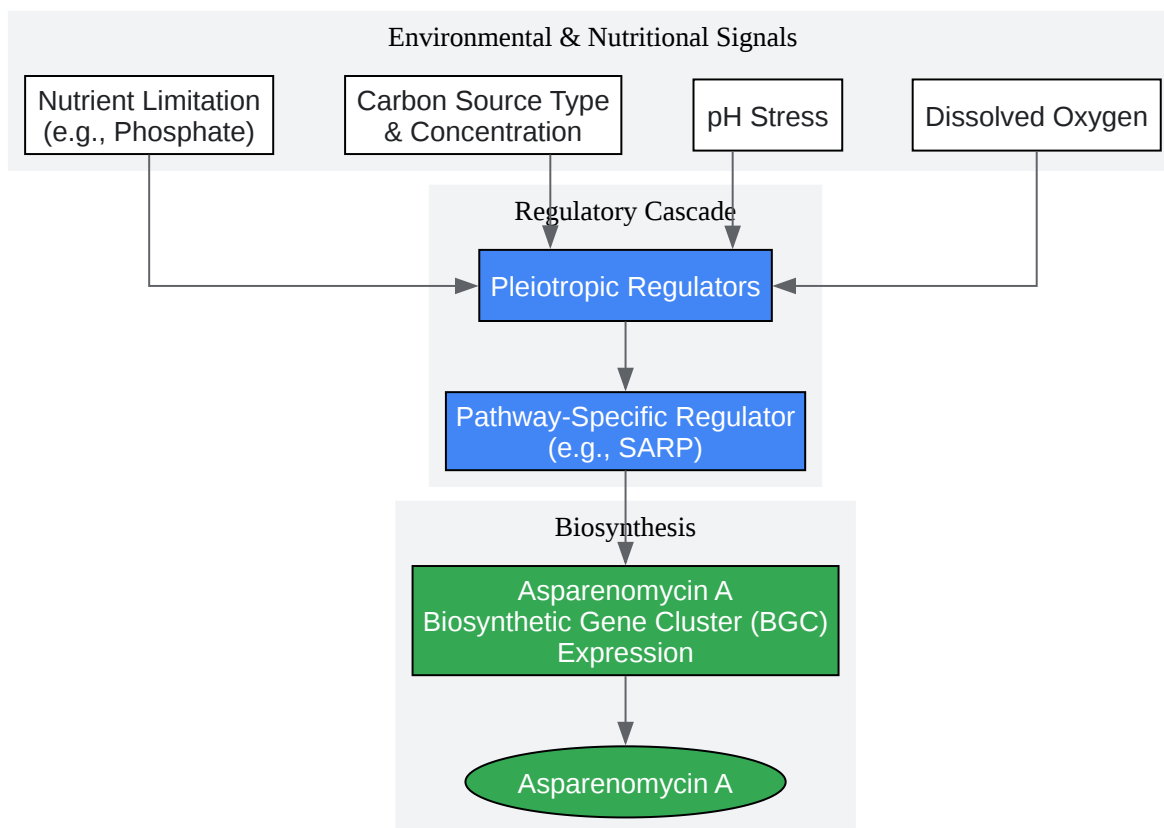 Environmental & Nutritional Signals
Nutrient Limitation
(e.g., Phosphate)
Carbon Source Type
& Concentration
pH Stress
Dissolved Oxygen
Regulatory Cascade
Pleiotropic Regulators
Pathway-Specific Regulator
(e.g., SARP)
Biosynthesis
Asparenomycin A
Biosynthetic Gene Cluster (BGC)
Expression
Asparenomycin A